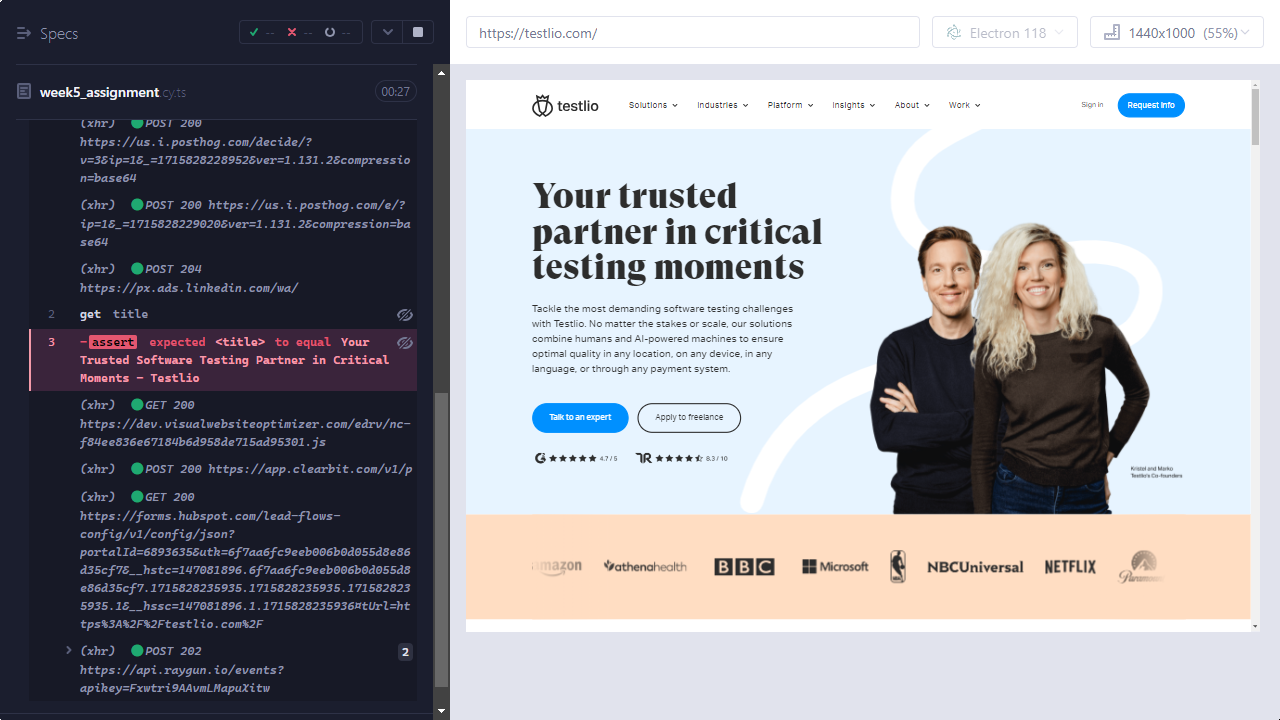 Specs
--
--
--
week5_assignment.cy.ts
00:27
(xhr) POST 200
https://us.i.posthog.com/decide/?
v=3&ip=1&_=1715828228952&ver=1.131.2&compressio
n=base64
(xhr) POST 200 https://us.i.posthog.com/e/?
ip=1&_=1715828229020&ver=1.131.2&compression=ba
se64
(xhr) POST 204
https://px.ads.linkedin.com/wa/
2 get title
3 -assert expected <title> to equal Your
Trusted Software Testing Partner in Critical
Moments - Testlio
(xhr) GET 200
https://dev.visualwebsiteoptimizer.com/edrv/nc-
f84ee836e67184b6d958de715ad95301.js
(xhr) POST 200 https://app.clearbit.com/v1/p
(xhr) GET 200
https://forms.hubspot.com/lead-flows-
config/v1/config/json?
portalId=6893635&utk=6f7aa6fc9eeb006b0d055d8e86
d35cf7&__hstc=147081896.6f7aa6fc9eeb006b0d055d8
e86d35cf7.1715828235935.1715828235935.171582823
5935.1&__hssc=147081896.1.1715828235936#tUrl=ht
tps%3A%2F%2Ftestlio.com%2F
(xhr) POST 202
2
https://api.raygun.io/events?
apikey=Fxwtri9AAvmLMapuXitw
https://testlio.com/
Electron 118
1440x1000 (55%)
testlio
Solutions
Industries
Platform
Insights
About
Work
Sign in
Request Info
Your trusted
partner in critical
testing moments
Tackle the most demanding software testing challenges
with Testlio. No matter the stakes or scale, our solutions
combine humans and AI-powered machines to ensure
optimal quality in any location, on any device, in any
language, or through any payment system.
Talk to an expert
Apply to freelance
4.7 / 5
8.3 / 10
Kristel and Marko
Testlio's Co-founders
amazon
athenahealth
BBC
Microsoft
NBCUniversal
NETFLIX
Paramount